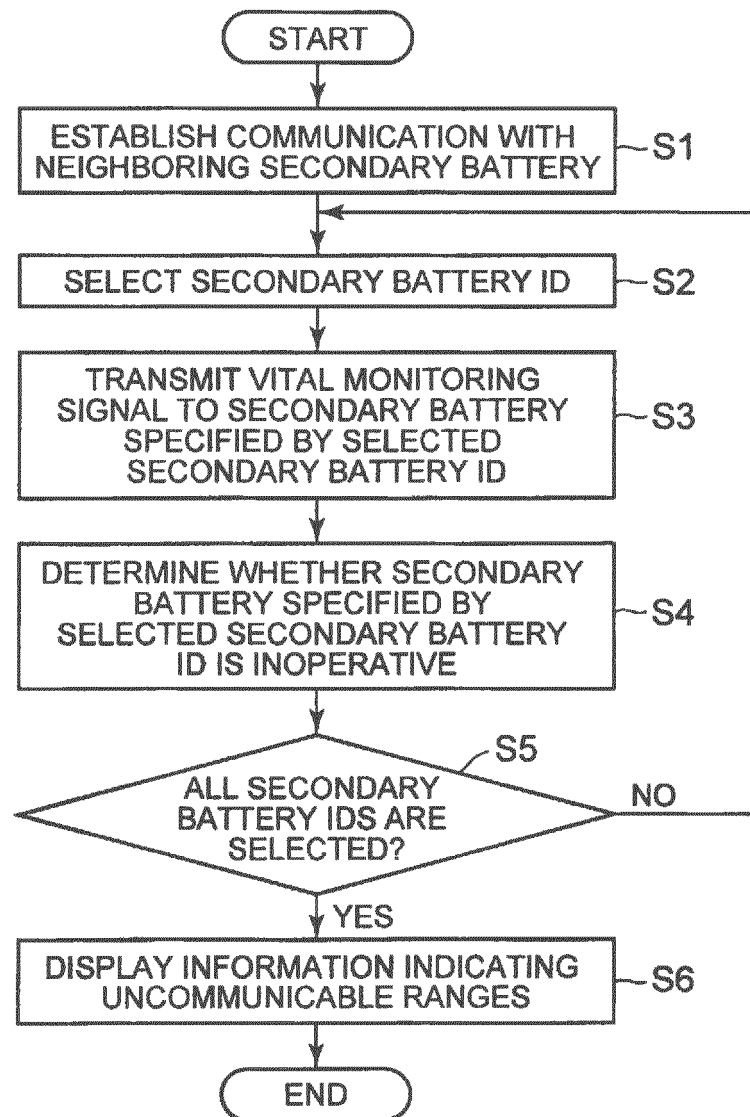 START
ESTABLISH COMMUNICATION WITH
NEIGHBORING SECONDARY BATTERY
S1
SELECT SECONDARY BATTERY ID
S2
TRANSMIT VITAL MONITORING
SIGNAL TO SECONDARY BATTERY
SPECIFIED BY SELECTED
SECONDARY BATTERY ID
S3
DETERMINE WHETHER SECONDARY
BATTERY SPECIFIED BY
SELECTED SECONDARY BATTERY
ID IS INOPERATIVE
S4
S5
ALL SECONDARY
BATTERY IDS ARE
SELECTED?
NO
YES
DISPLAY INFORMATION INDICATING
UNCOMMUNICABLE RANGES
S6
END